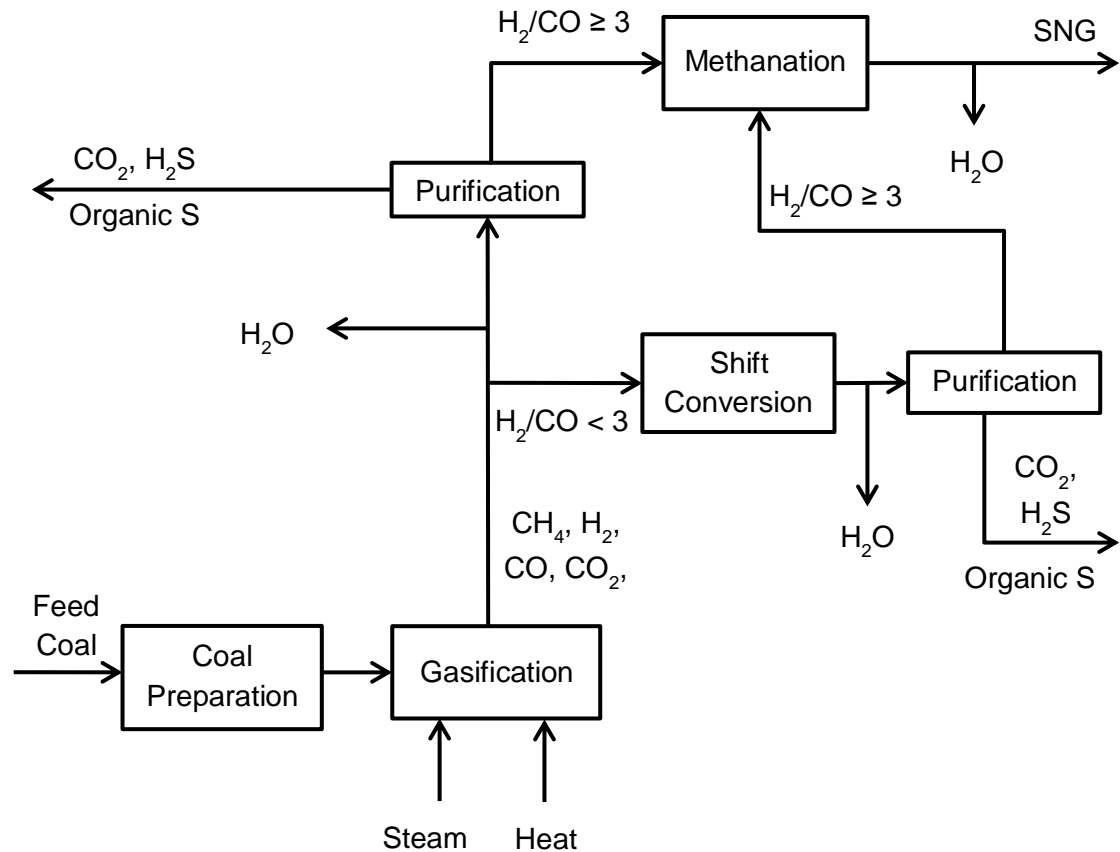 H₂/CO ≥ 3
SNG
Methanation
H₂O
CO₂, H₂S
Organic S
Purification
H₂/CO ≥ 3
H₂O
Shift
Conversion
Purification
H₂/CO < 3
CO₂,
H₂S
Organic S
H₂O
CH₄, H₂,
CO, CO₂,
Feed
Coal
Coal
Preparation
Gasification
Steam
Heat